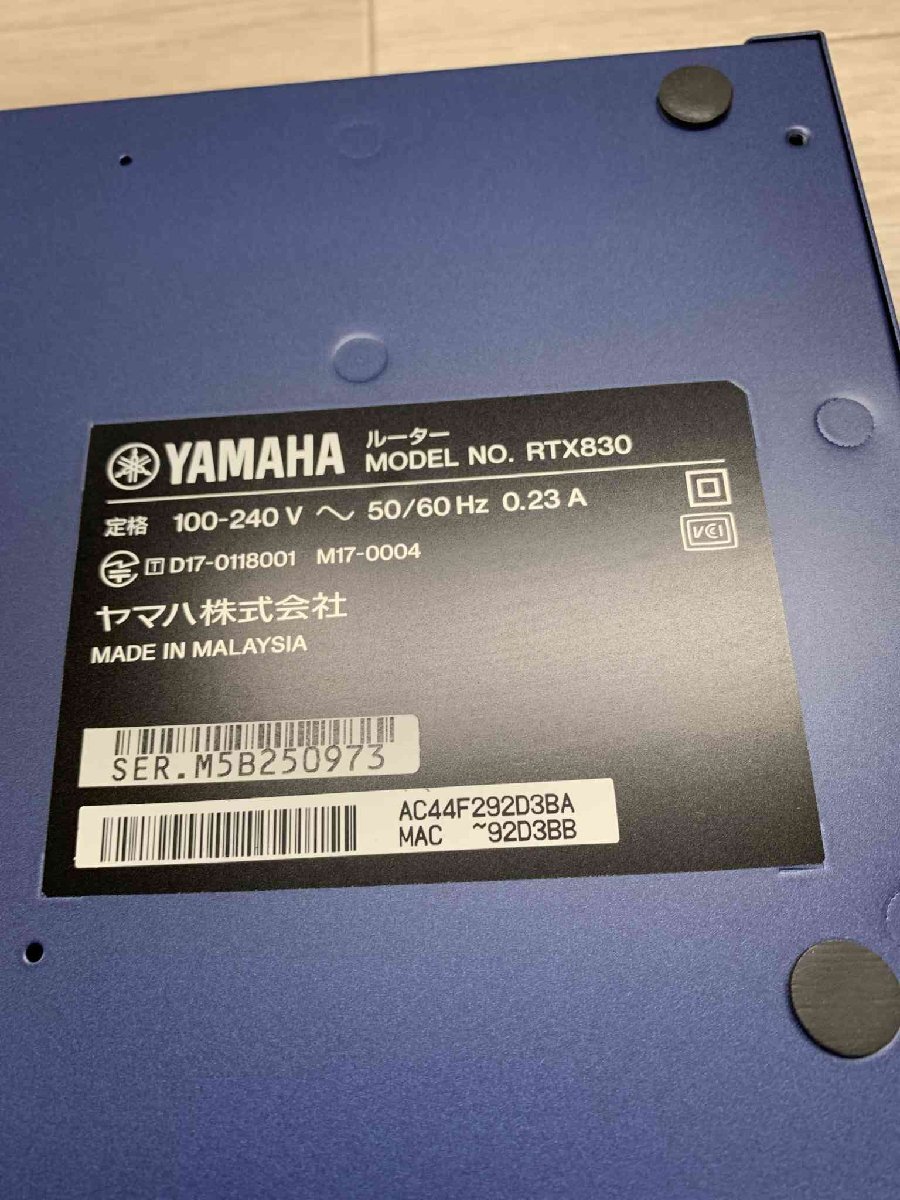 YAMAHA ルーター
MODEL NO. RTX830
定格 100-240 V ～ 50/60 Hz 0.23 A
T D17-0118001 M17-0004
VCI
ヤマハ株式会社
MADE IN MALAYSIA
SER.M5B250973
AC44F292D3BA
MAC ~92D3BB